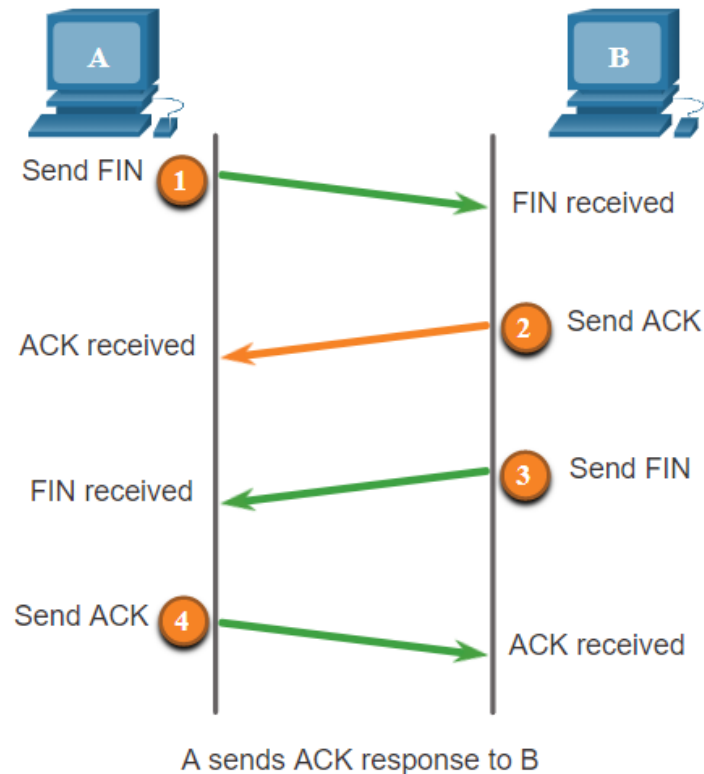 A
B
Send FIN 1
FIN received
2 Send ACK
ACK received
3 Send FIN
FIN received
Send ACK 4
ACK received
A sends ACK response to B